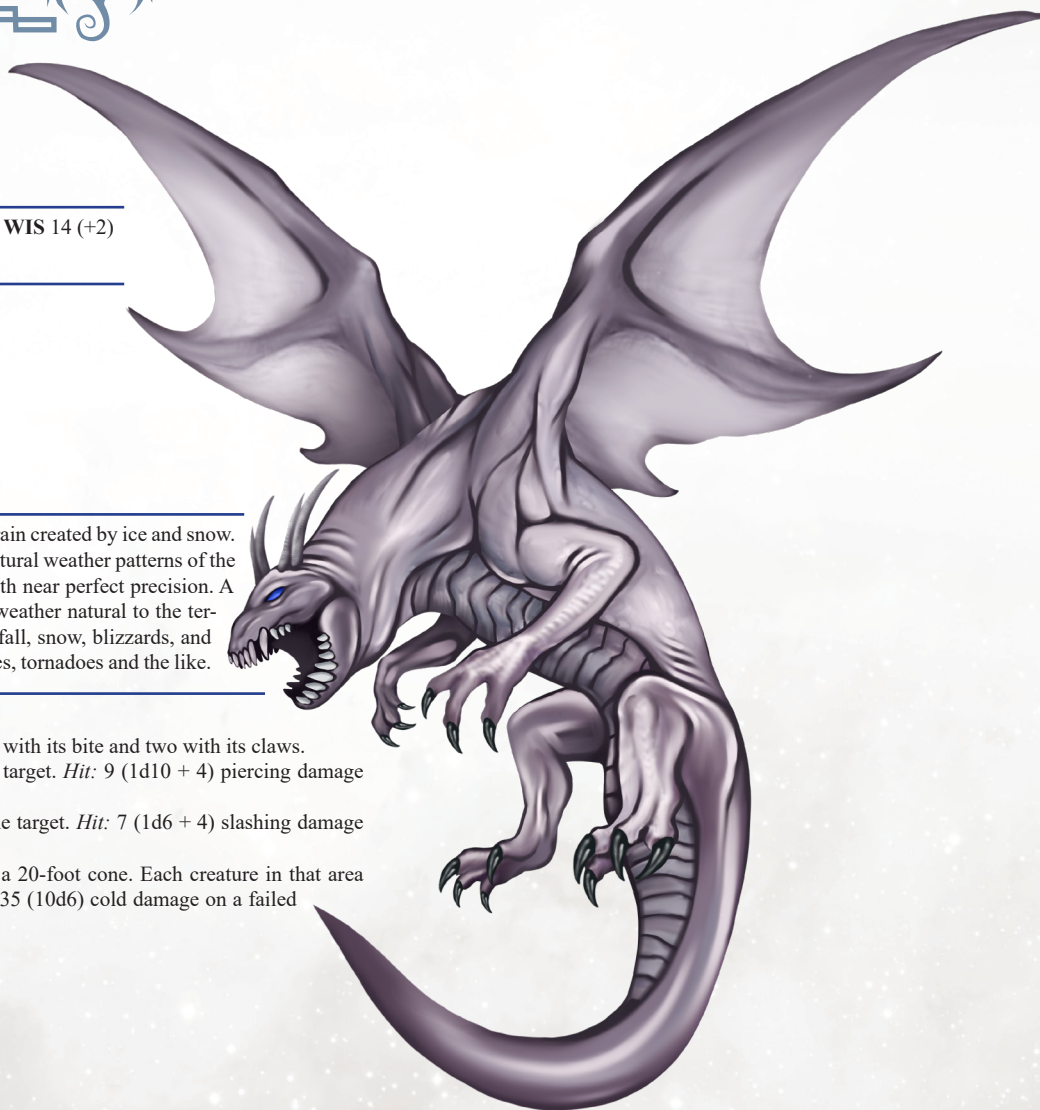 WIS 14 (+2)
ain created by ice and snow.
tural weather patterns of the
th near perfect precision. A
weather natural to the ter-
fall, snow, blizzards, and
es, tornadoes and the like.
with its bite and two with its claws.
target. Hit: 9 (1d10 + 4) piercing damage
e target. Hit: 7 (1d6 + 4) slashing damage
a 20-foot cone. Each creature in that area
35 (10d6) cold damage on a failed